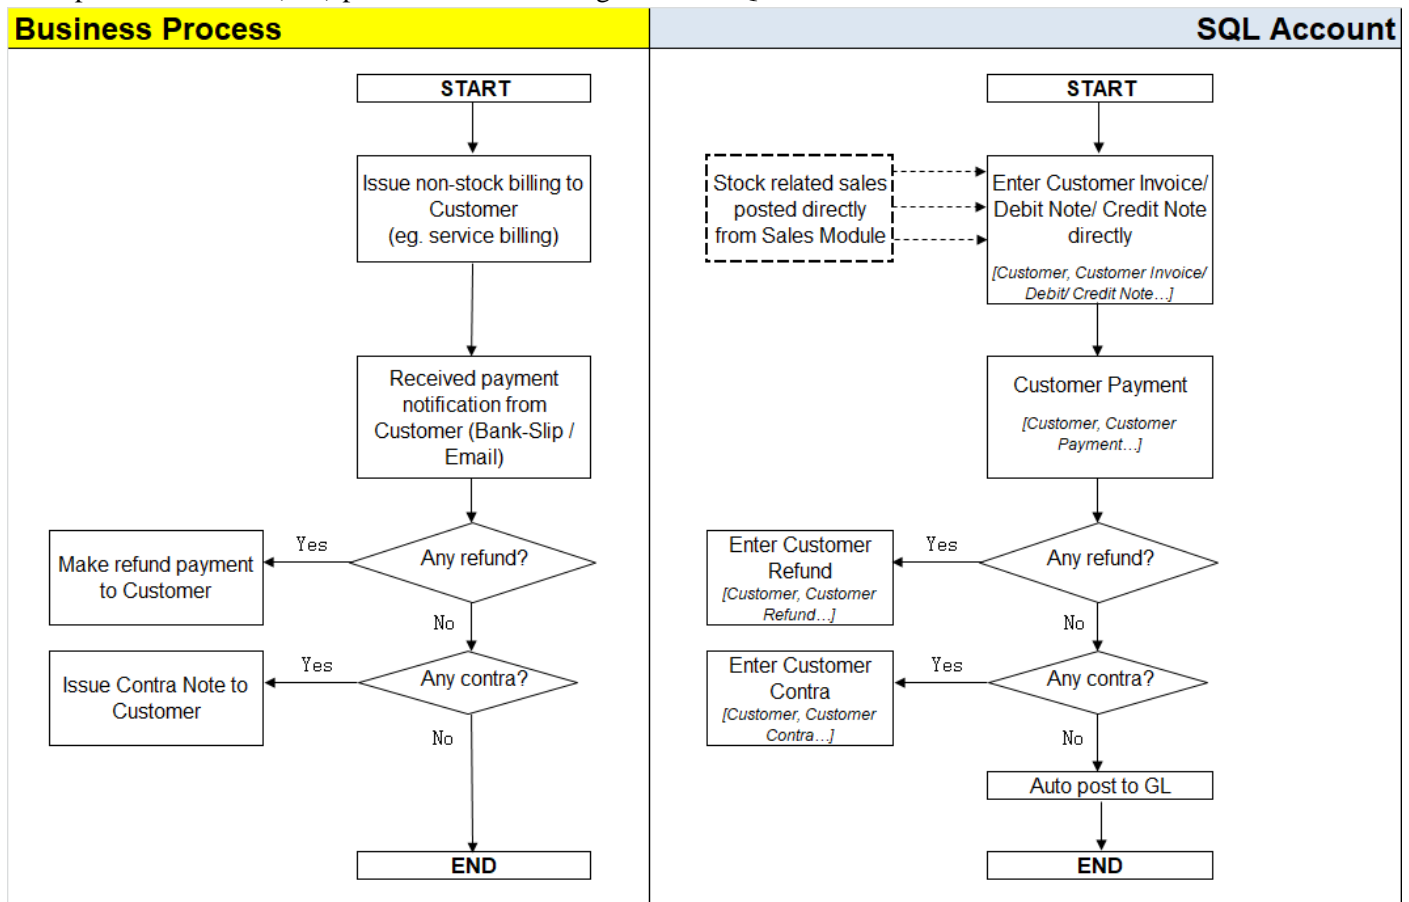 Business Process
SQL Account
START
Issue non-stock billing to
Customer
(eg. service billing)
Received payment
notification from
Customer (Bank-Slip /
Email)
Any refund?
Yes
Make refund payment
to Customer
No
Any contra?
Yes
Issue Contra Note to
Customer
No
END
START
Stock related sales
posted directly
from Sales Module
Enter Customer Invoice/
Debit Note/ Credit Note
directly
[Customer, Customer Invoice/
Debit/ Credit Note…]
Customer Payment
[Customer, Customer
Payment…]
Any refund?
Yes
Enter Customer
Refund
[Customer, Customer
Refund…]
No
Any contra?
Yes
Enter Customer
Contra
[Customer, Customer
Contra…]
No
Auto post to GL
END